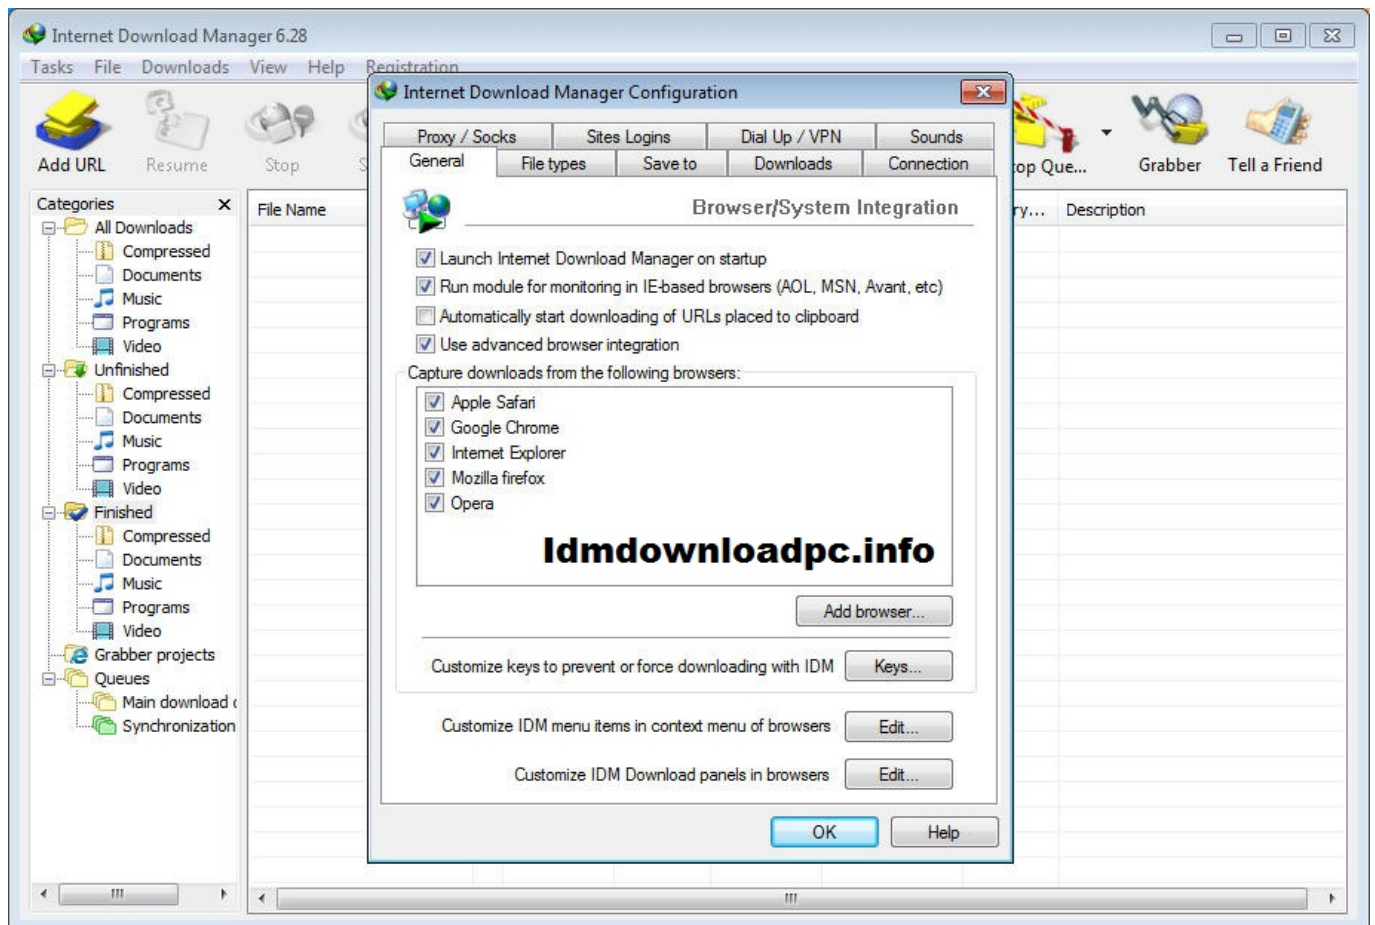 Internet Download Manager 6.28
Tasks File Downloads View Help Registration
Add URL Resume Stop
Grabber Tell a Friend
Categories
All Downloads
Compressed
Documents
Music
Programs
Video
Unfinished
Compressed
Documents
Music
Programs
Video
Finished
Compressed
Documents
Music
Programs
Video
Grabber projects
Queues
Main download
Synchronization
File Name
Description
Internet Download Manager Configuration
Proxy / Socks Sites Logins Dial Up / VPN Sounds
General File types Save to Downloads Connection
Browser/System Integration
Launch Internet Download Manager on startup
Run module for monitoring in IE-based browsers (AOL, MSN, Avant, etc)
Automatically start downloading of URLs placed to clipboard
Use advanced browser integration
Capture downloads from the following browsers:
Apple Safari
Google Chrome
Internet Explorer
Mozilla firefox
Opera
Idmdownloadpc.info
Add browser...
Customize keys to prevent or force downloading with IDM Keys...
Customize IDM menu items in context menu of browsers Edit...
Customize IDM Download panels in browsers Edit...
OK Help